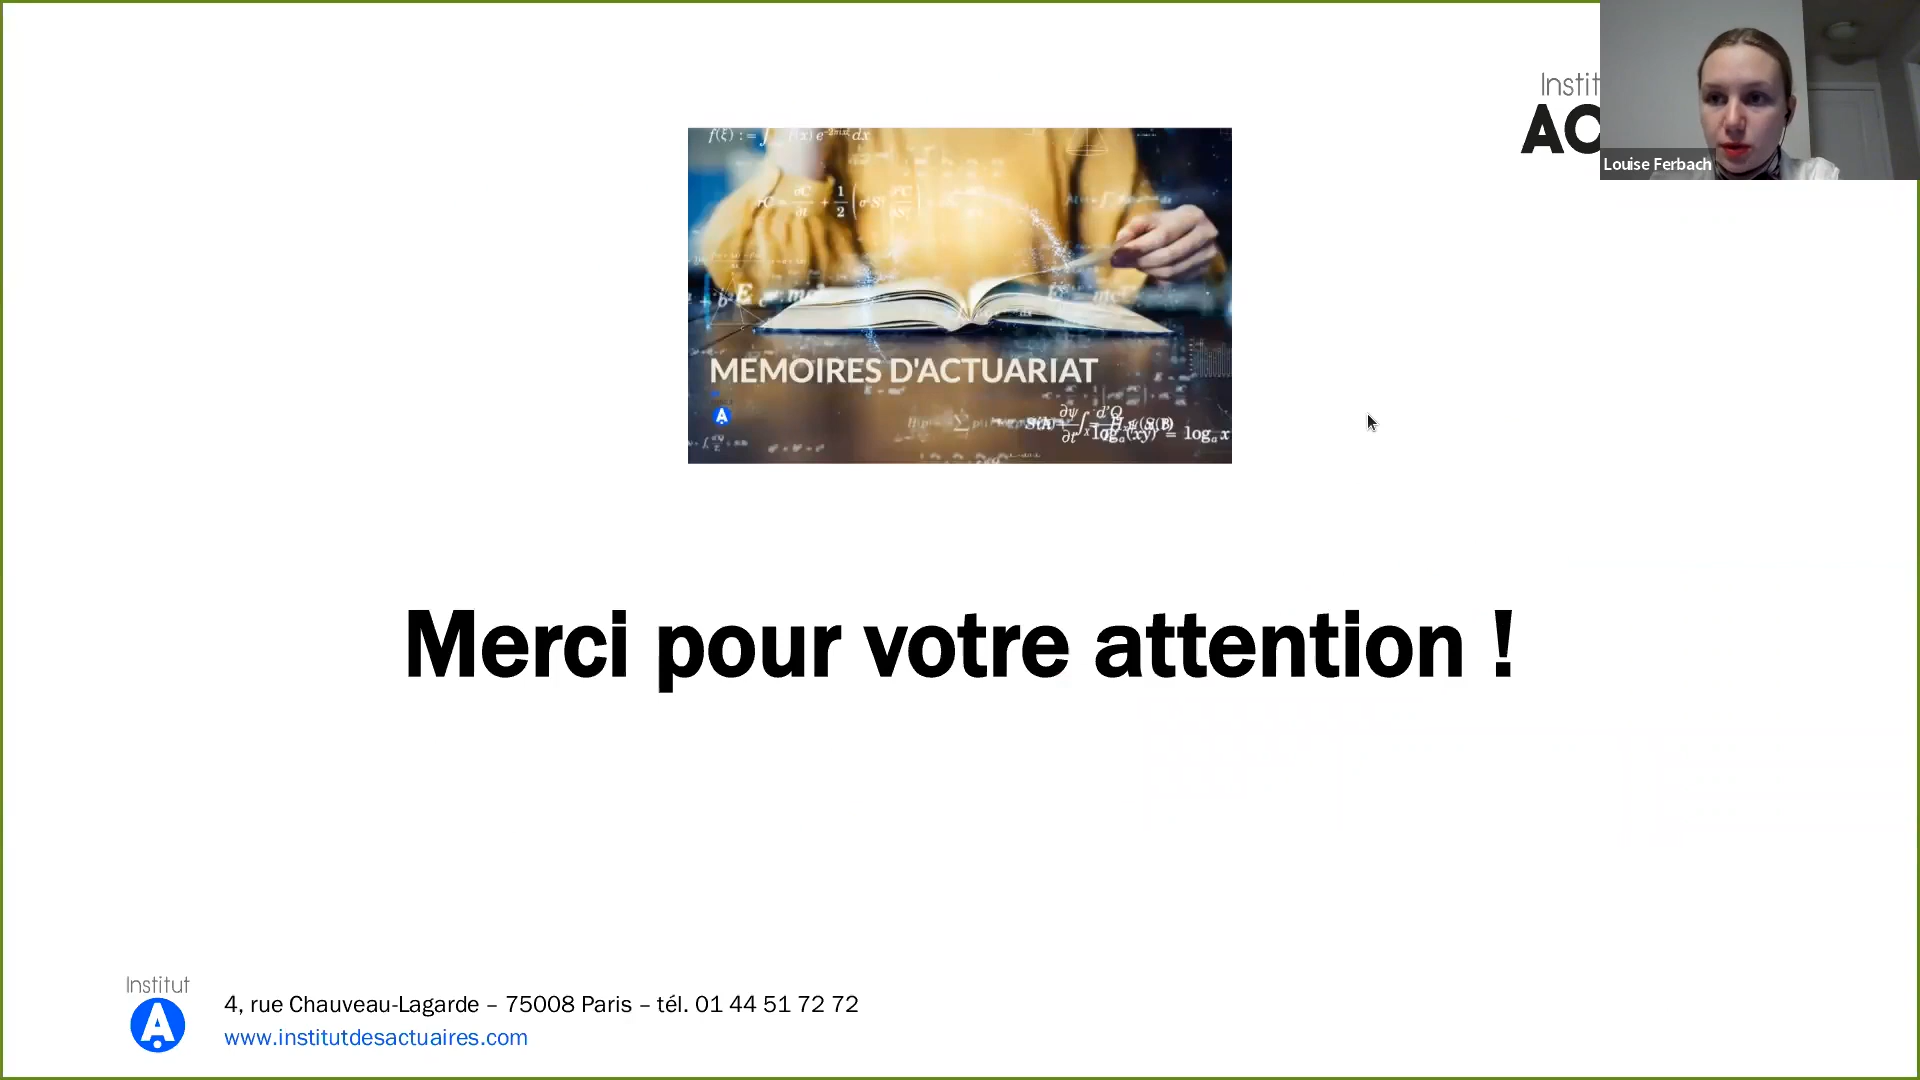 Instit
AC
Louise Ferbach
MEMOIRES D'ACTUARIAT
Merci pour votre attention !
Institut
4, rue Chauveau-Lagarde – 75008 Paris – tél. 01 44 51 72 72
www.institutdesactuaires.com